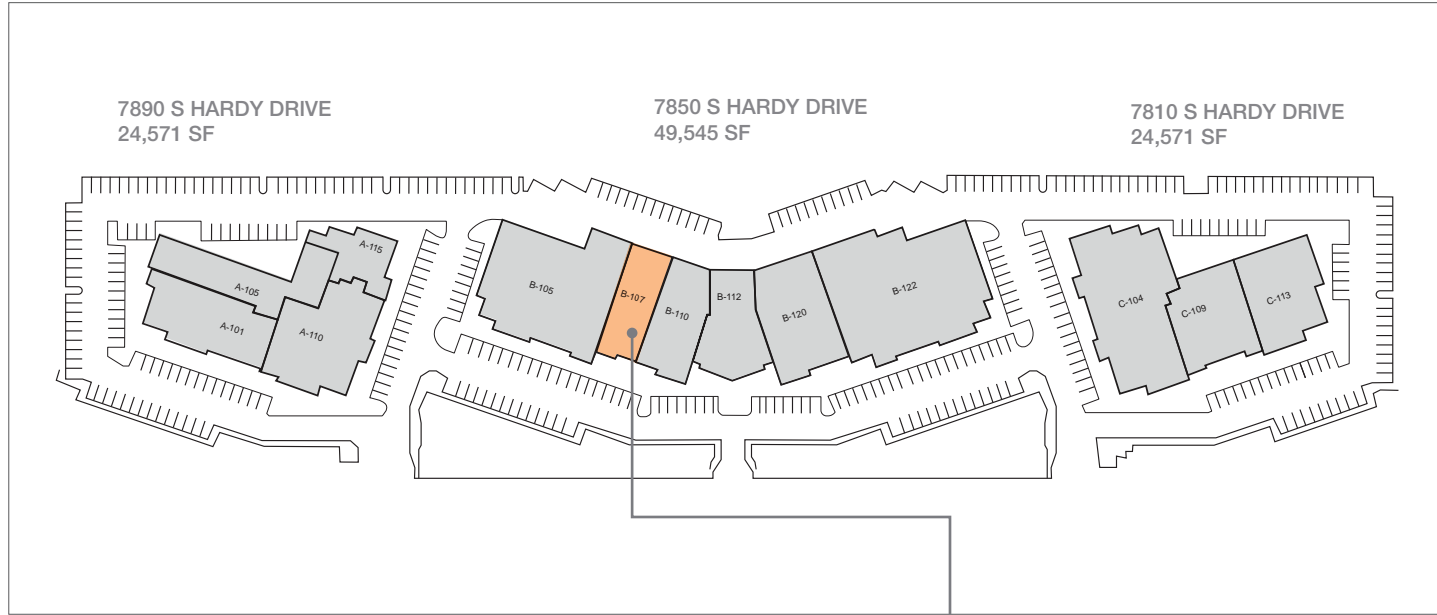 7890 S HARDY DRIVE
24,571 SF
7850 S HARDY DRIVE
49,545 SF
7810 S HARDY DRIVE
24,571 SF
A-115
A-105
A-101
A-110
B-105
B-107
B-110
B-112
B-120
B-122
C-104
C-109
C-113